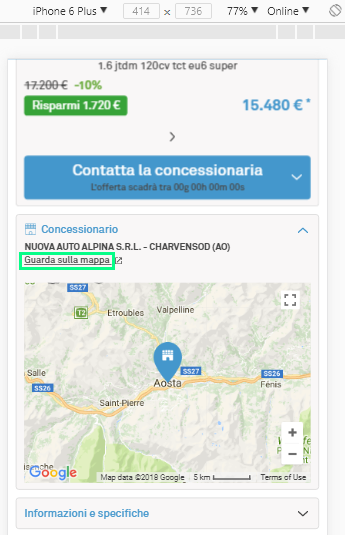 iPhone 6 Plus ▼ 414 × 736 77% ▼ Online ▼
1.6 jtdm 120cv tct eu6 super
17.200 € -10%
Risparmi 1.720 € 15.480 € *
Contatta la concessionaria
L'offerta scadrà tra 00g 00h 00m 00s
Concessionario
NUOVA AUTO ALPINA S.R.L. - CHARVENSOD (AO)
Guarda sulla mappa
SS27
T2
Etroubles
Valpelline
SS27
Salle
SS26
Aosta
SS26
Fénis
Saint-Pierre
Google
Map data ©2018 Google 5 km Terms of Use
Informazioni e specifiche